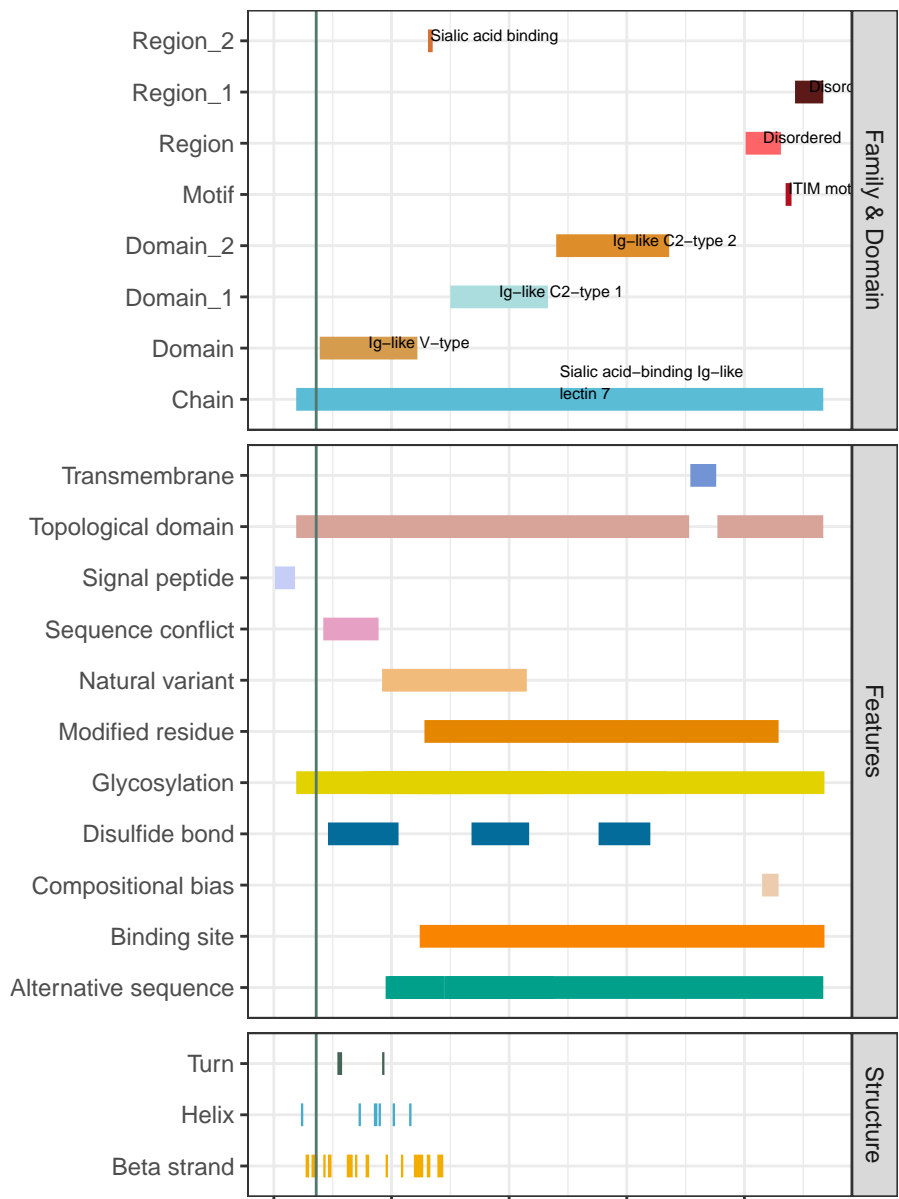 Region_2
Sialic acid binding
Region_1
Disorc
Region
Disordered
Motif
ITIM mot
Domain_2
Ig−like C2−type 2
Domain_1
Ig−like C2−type 1
Domain
Ig−like V−type
Chain
Sialic acid−binding Ig−like
lectin 7
Family & Domain
Transmembrane
Topological domain
Signal peptide
Sequence conflict
Natural variant
Modified residue
Glycosylation
Disulfide bond
Compositional bias
Binding site
Alternative sequence
Features
Turn
Helix
Beta strand
Structure